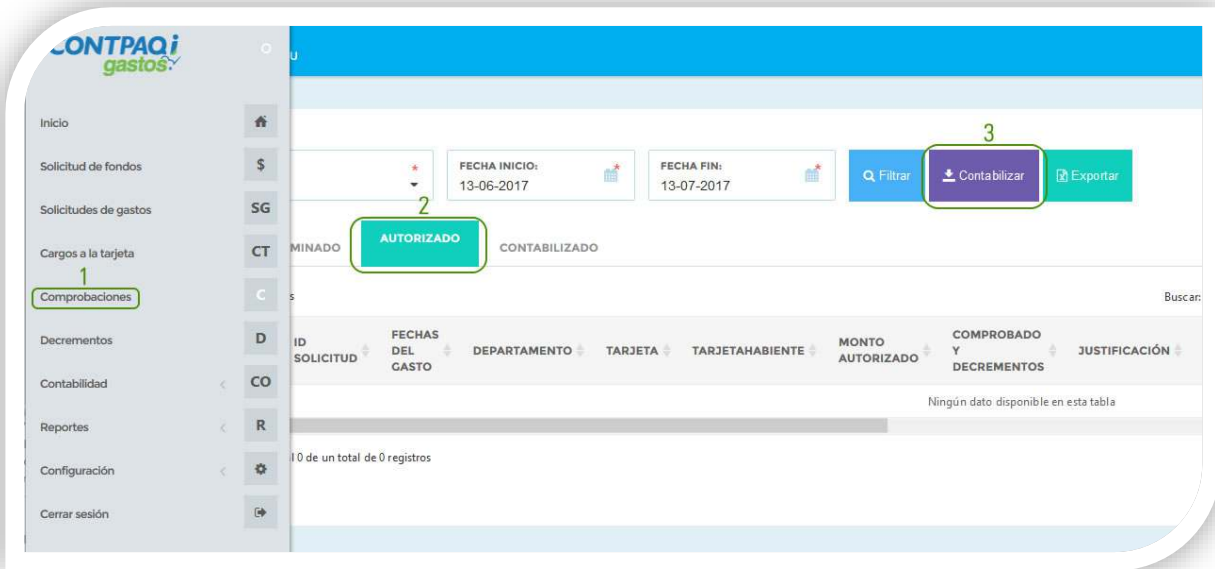 CONTPAQi
gastos
U
Inicio
Solicitud de fondos
$
Solicitudes de gastos
SG
Cargos a la tarjeta
CT
1
Comprobaciones
C
Decrementos
D
Contabilidad
CO
Reportes
R
Configuración
Cerrar sesión
*
FECHA INICIO:
*
13-06-2017
FECHA FIN:
*
13-07-2017
Filtrar
3
Contabilizar
Exportar
2
MINADO
AUTORIZADO
CONTABILIZADO
s
Buscar:
ID
SOLICITUD
FECHAS
DEL
GASTO
DEPARTAMENTO
TARJETA
TARJETAHABIENTE
MONTO
AUTORIZADO
COMPROBADO
Y
DECREMENTOS
JUSTIFICACIÓN
Ningún dato disponible en esta tabla
l 0 de un total de 0 registros